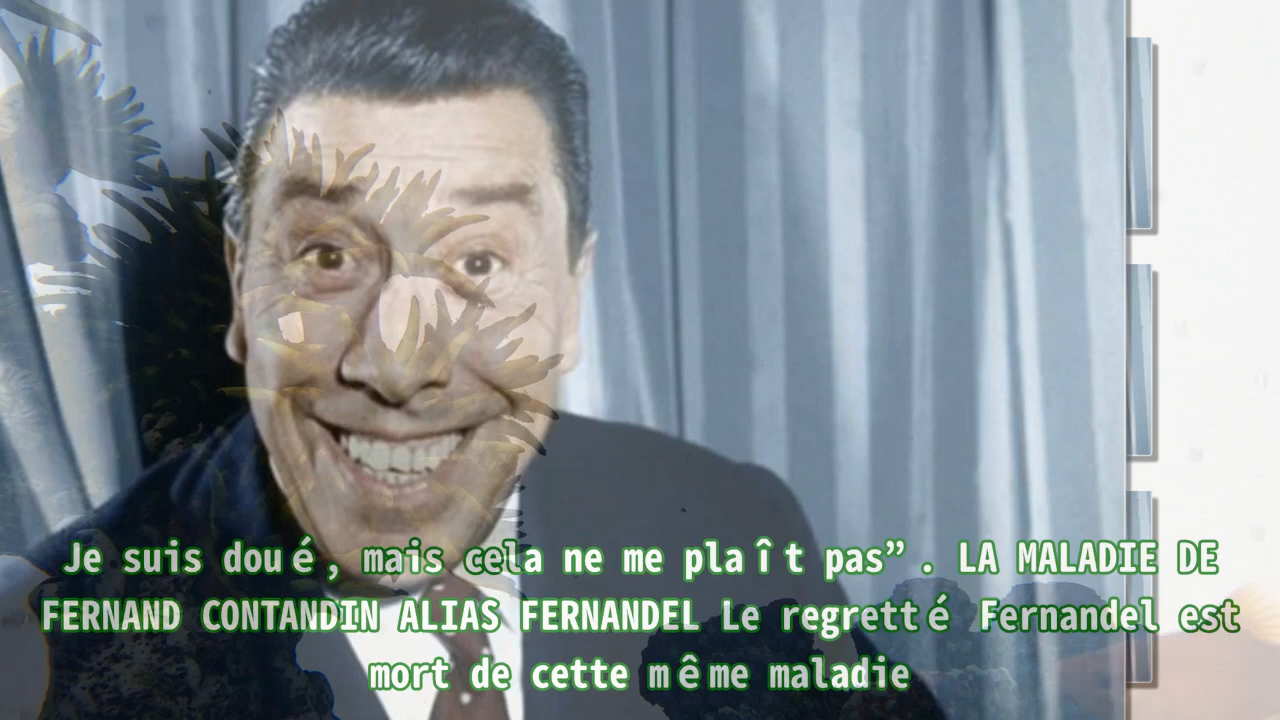 Je suis doué, mais cela ne me plaît pas”. LA MALADIE DE
FERNAND CONTANDIN ALIAS FERNANDEL Le regretté Fernandel est
mort de cette même maladie